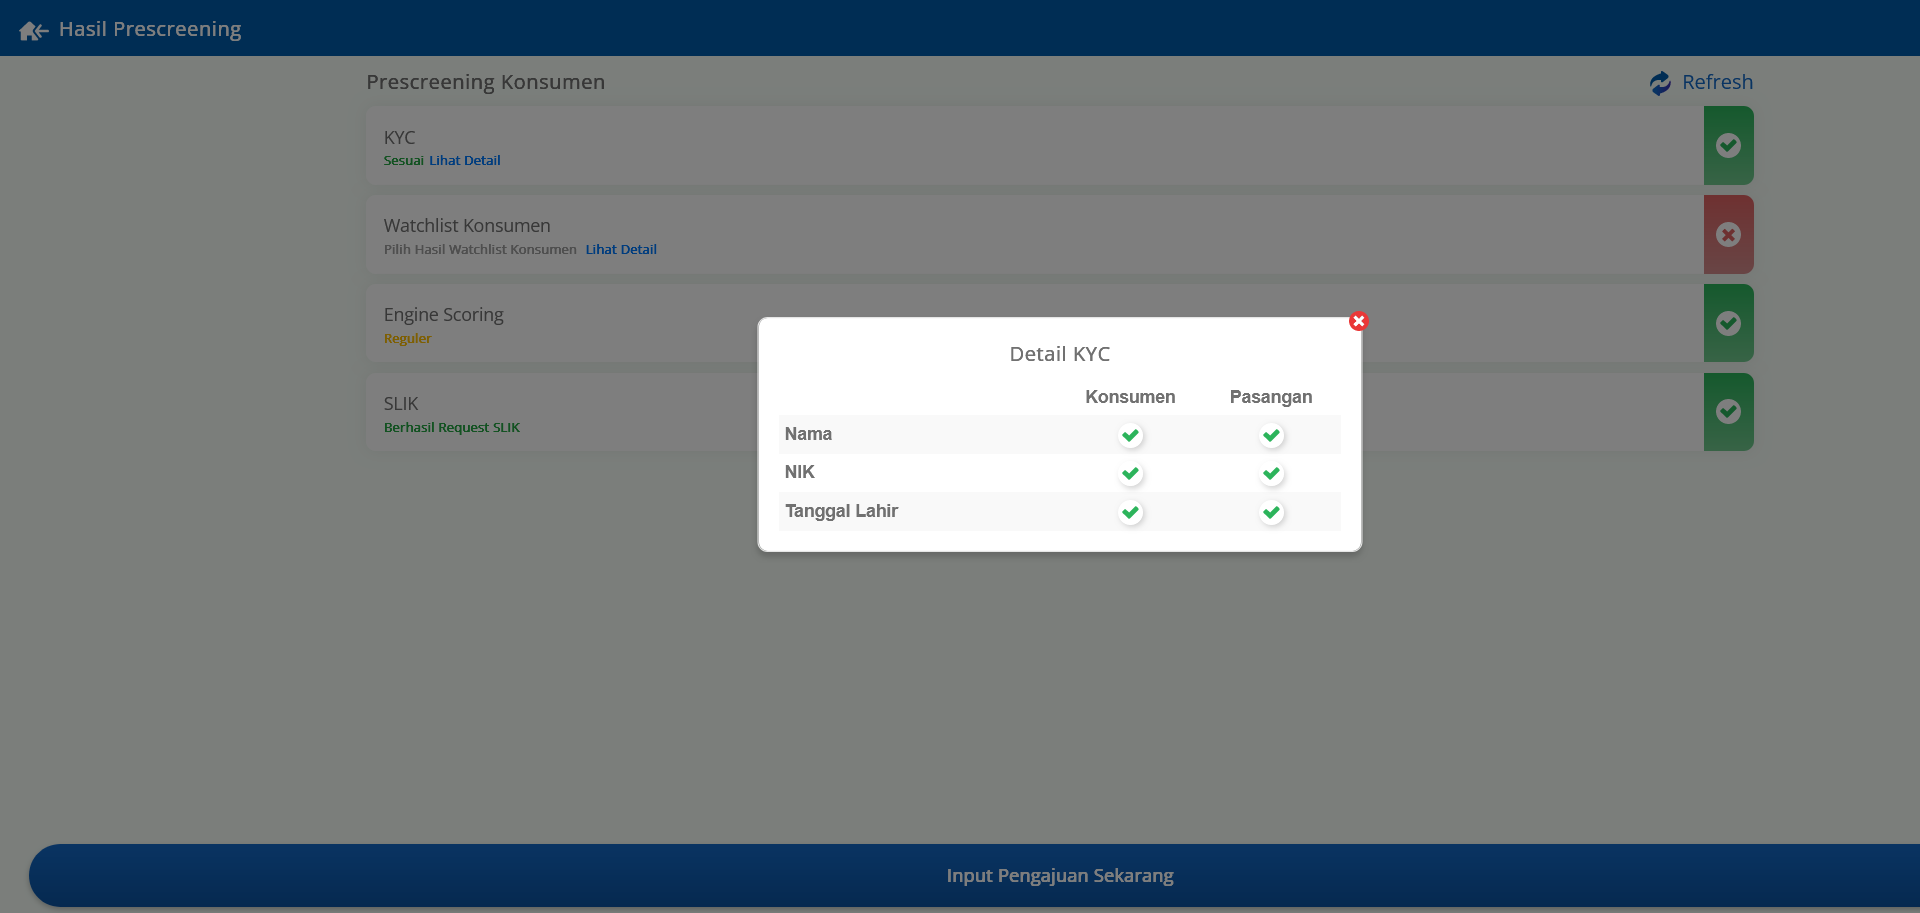 Hasil Prescreening
Prescreening Konsumen
Refresh
KYC
Sesuai Lihat Detail
Watchlist Konsumen
Pilih Hasil Watchlist Konsumen Lihat Detail
Engine Scoring
Reguler
SLIK
Berhasil Request SLIK
Detail KYC
Konsumen Pasangan
Nama
NIK
Tanggal Lahir
Input Pengajuan Sekarang